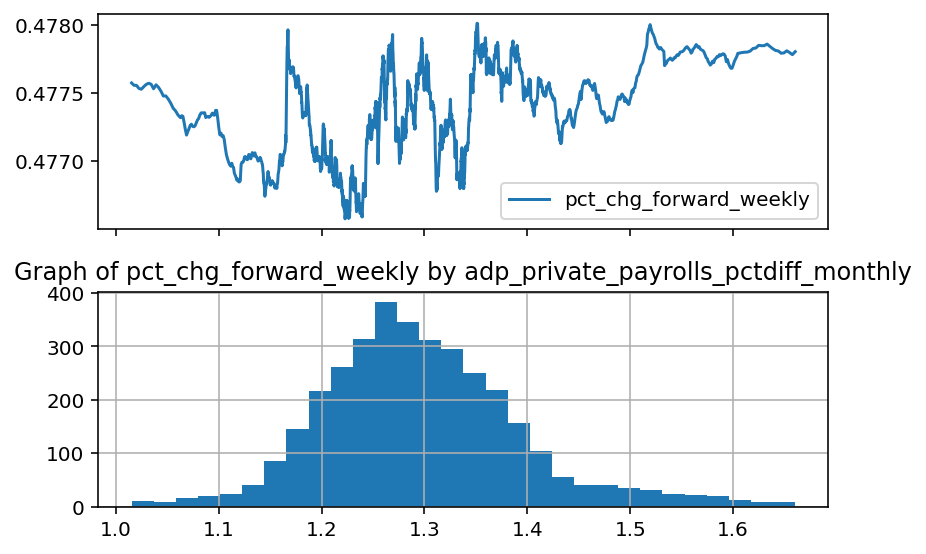 0.4780
0.4775
0.4770
pct_chg_forward_weekly
Graph of pct_chg_forward_weekly by adp_private_payrolls_pctdiff_monthly
400
300
200
100
0
1.0 1.1 1.2 1.3 1.4 1.5 1.6